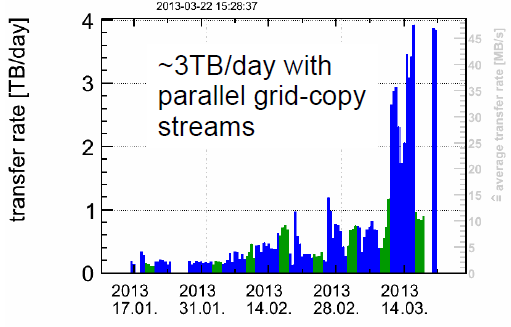 2013-03-22 15:28:37
transfer rate [TB/day]
4
3
2
1
0
~3TB/day with
parallel grid-copy
streams
45
40
35
30
25
20
15
10
5
0
≙ average transfer rate [MB/s]
2013 2013 2013 2013 2013
17.01. 31.01. 14.02. 28.02. 14.03.